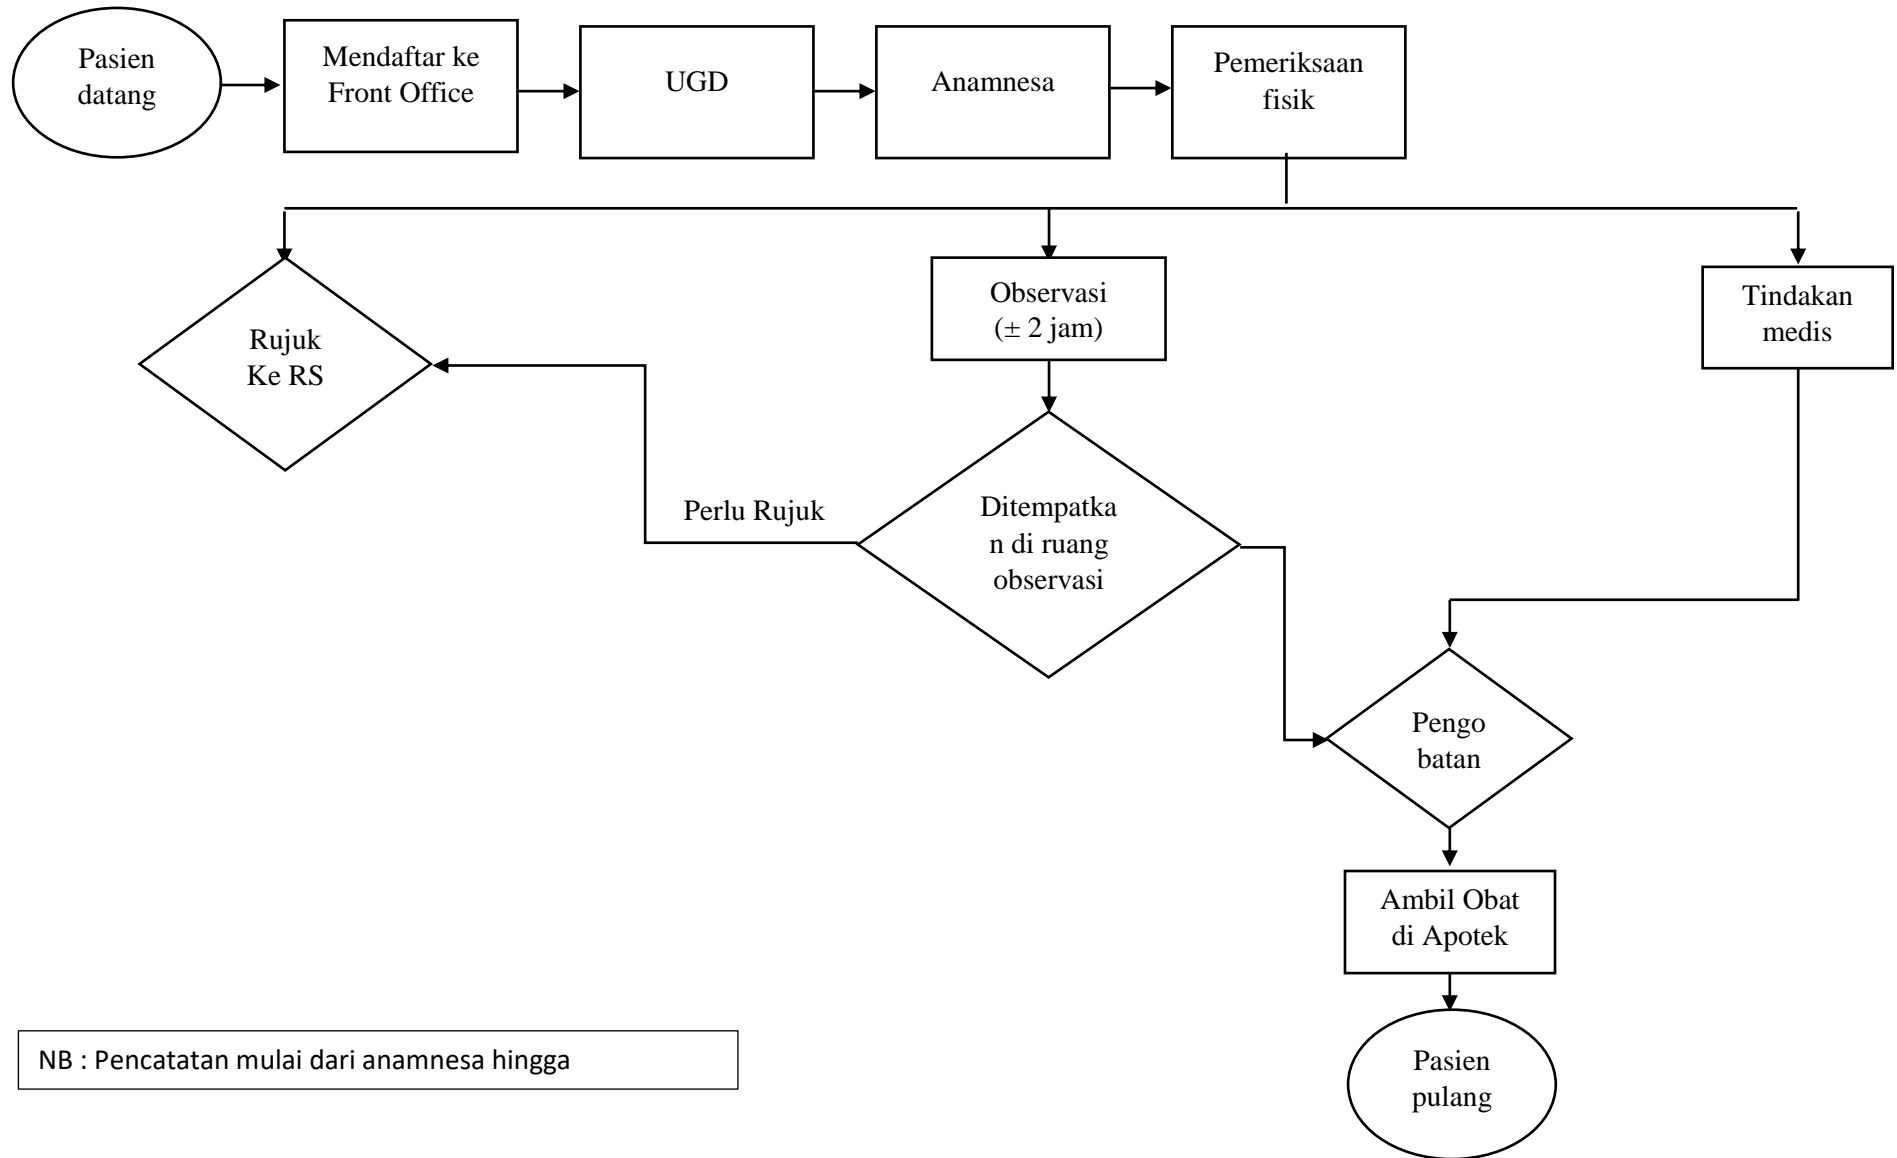 Pasien
datang
Mendaftar ke
Front Office
UGD
Anamnesa
Pemeriksaan
fisik
Rujuk
Ke RS
Observasi
(± 2 jam)
Tindakan
medis
Perlu Rujuk
Ditempatka
n di ruang
observasi
Pengo
batan
Ambil Obat
di Apotek
Pasien
pulang
NB : Pencatatan mulai dari anamnesa hingga